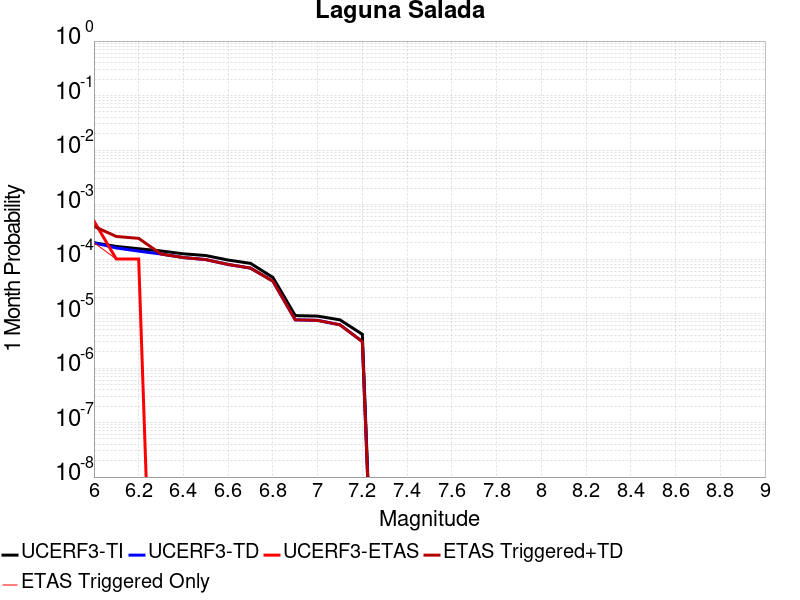 Laguna Salada
1 Month Probability
10^0
10^-1
10^-2
10^-3
10^-4
10^-5
10^-6
10^-7
10^-8
6 6.2 6.4 6.6 6.8 7 7.2 7.4 7.6 7.8 8 8.2 8.4 8.6 8.8 9
Magnitude
UCERF3-TI UCERF3-TD UCERF3-ETAS ETAS Triggered+TD
ETAS Triggered Only